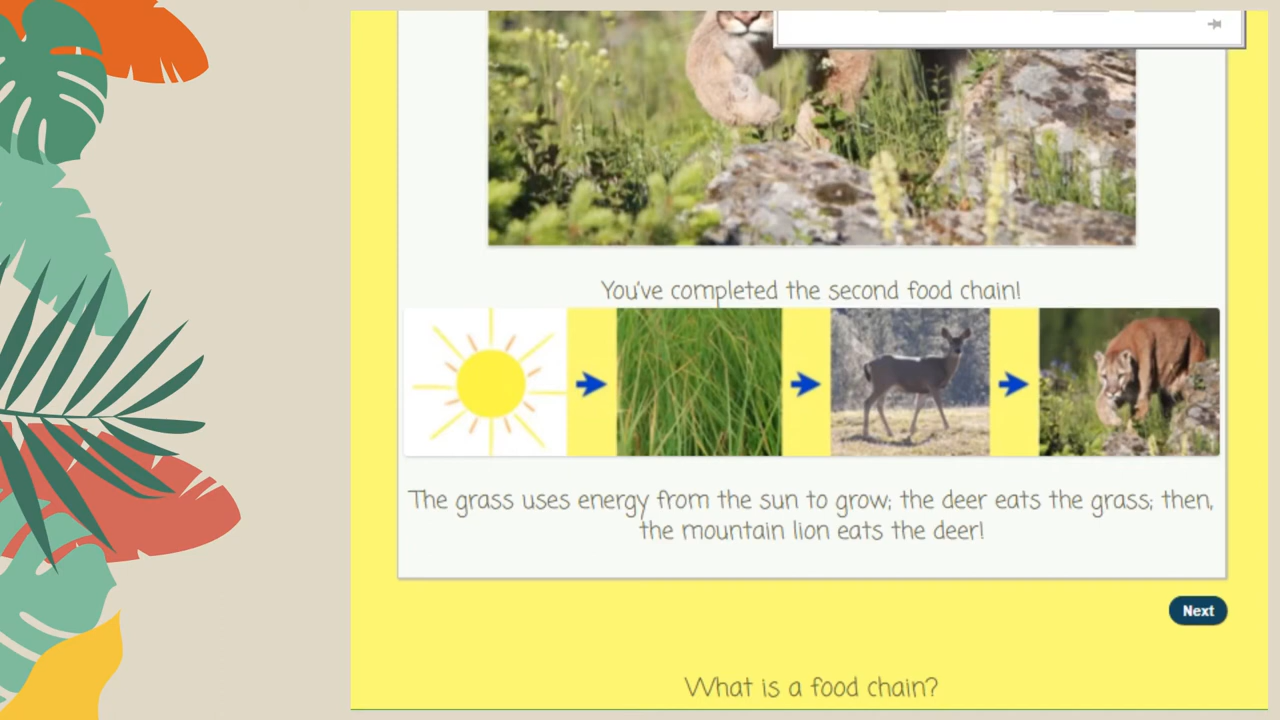 You've completed the second food chain!
The grass uses energy from the sun to grow; the deer eats the grass; then,
the mountain lion eats the deer!
Next
What is a food chain?